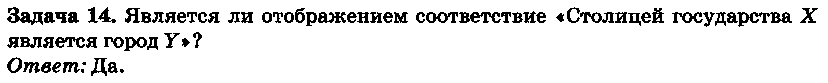 Задача 14. Является ли отображением соответствие «Столицей государства X
является город Y»?
Ответ: Да.